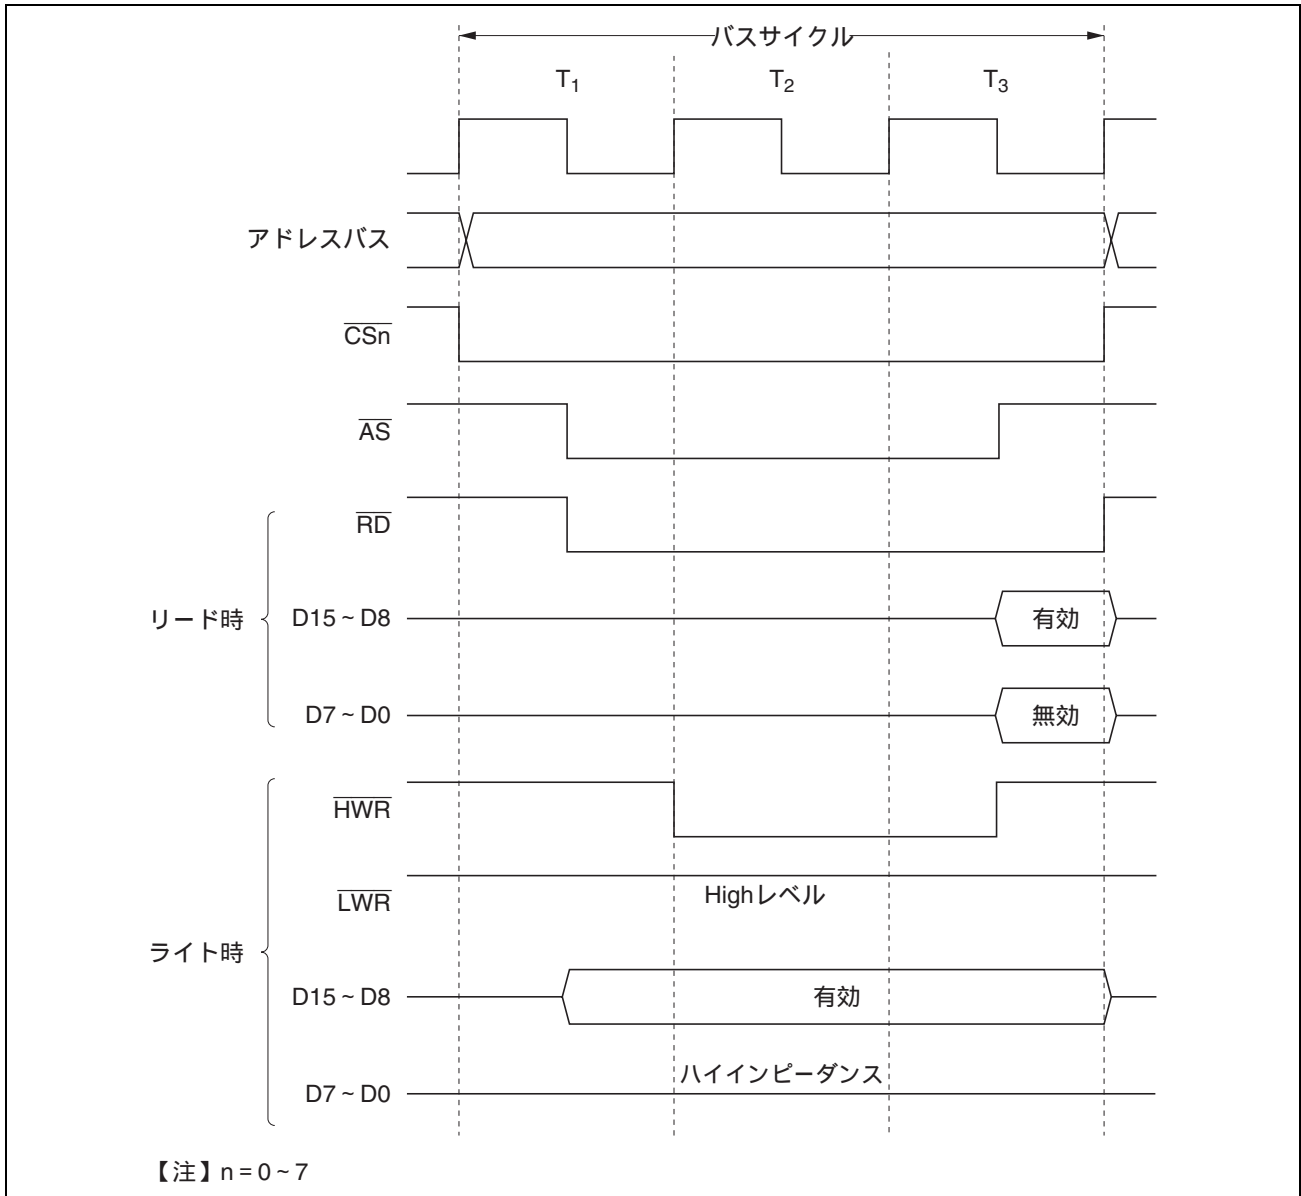 バスサイクル
T₁ T₂ T₃
アドレスバス
CSn
AS
RD
リード時
D15 ~ D8
有効
D7 ~ D0
無効
HWR
LWR
Highレベル
ライト時
D15 ~ D8
有効
D7 ~ D0
ハイインピーダンス
【注】n = 0 ~ 7